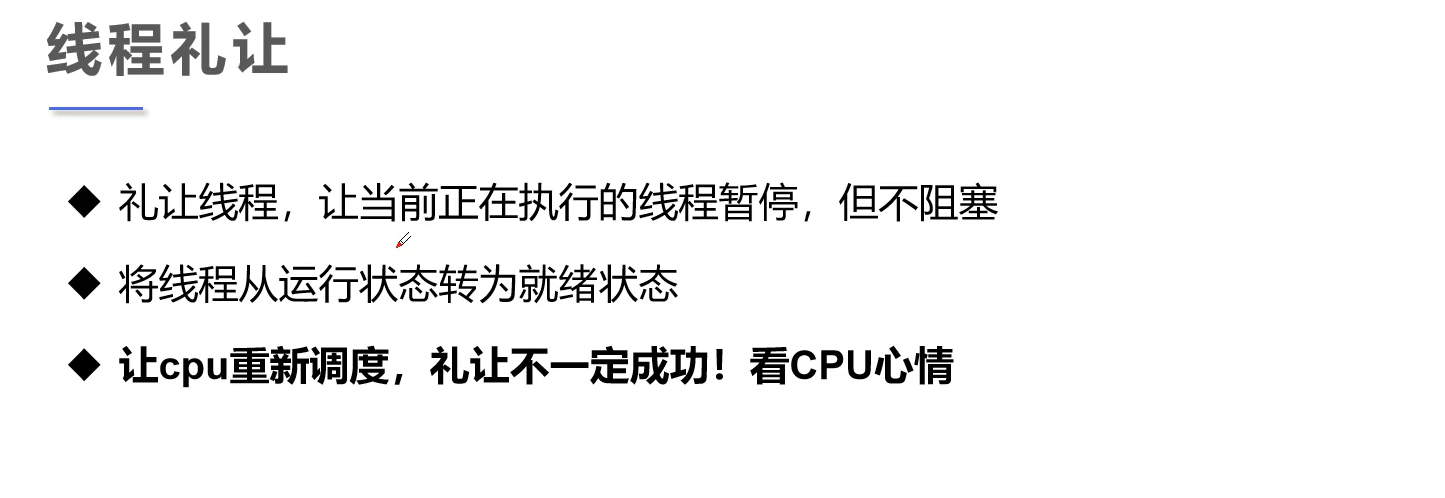 线程礼让
◆ 礼让线程，让当前正在执行的线程暂停，但不阻塞
◆ 将线程从运行状态转为就绪状态
◆ 让cpu重新调度，礼让不一定成功！看CPU心情